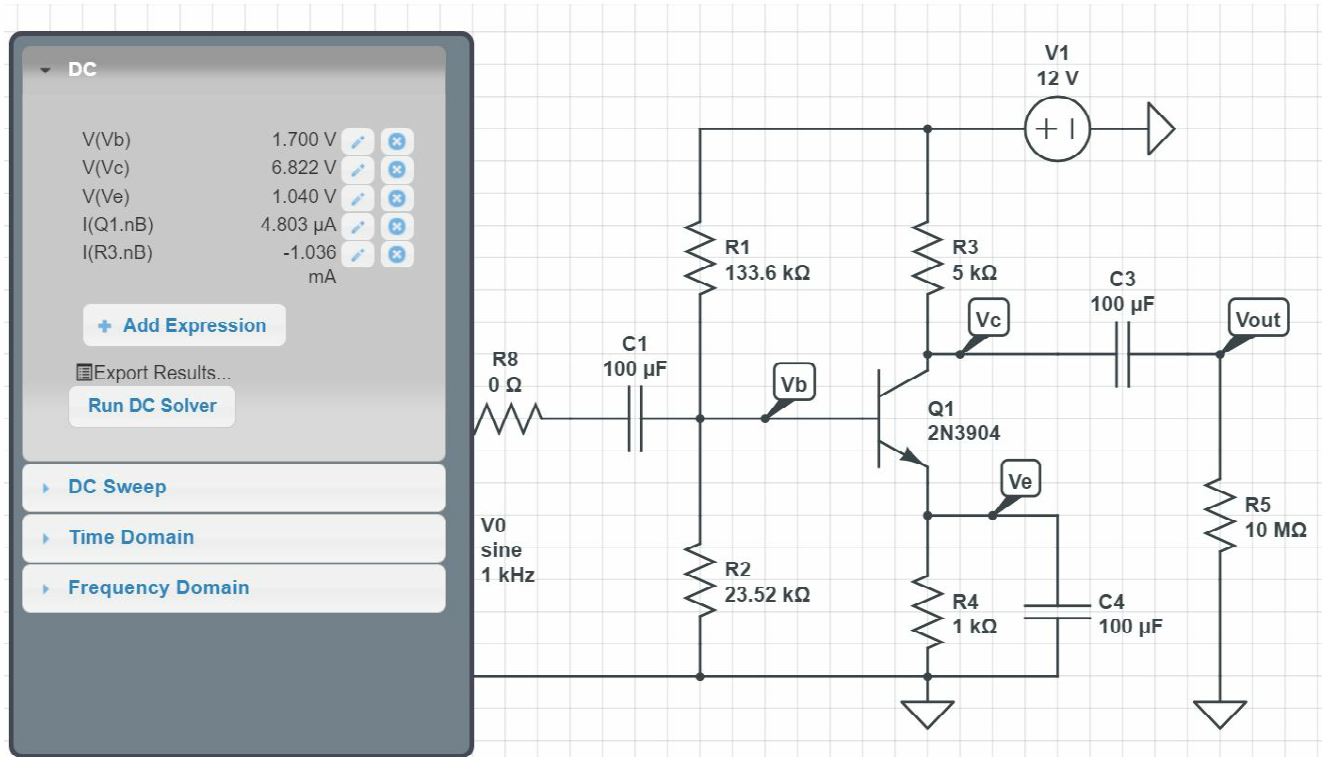 DC
V(Vb) 1.700 V
V(Vc) 6.822 V
V(Ve) 1.040 V
I(Q1.nB) 4.803 µA
I(R3.nB) -1.036
mA
+ Add Expression
Export Results...
Run DC Solver
DC Sweep
Time Domain
Frequency Domain
V1
12 V
R1
133.6 kΩ
R3
5 kΩ
C3
100 µF
Vc
Vout
R8
0 Ω
C1
100 µF
Vb
Q1
2N3904
Ve
R5
10 MΩ
V0
sine
1 kHz
R2
23.52 kΩ
R4
1 kΩ
C4
100 µF